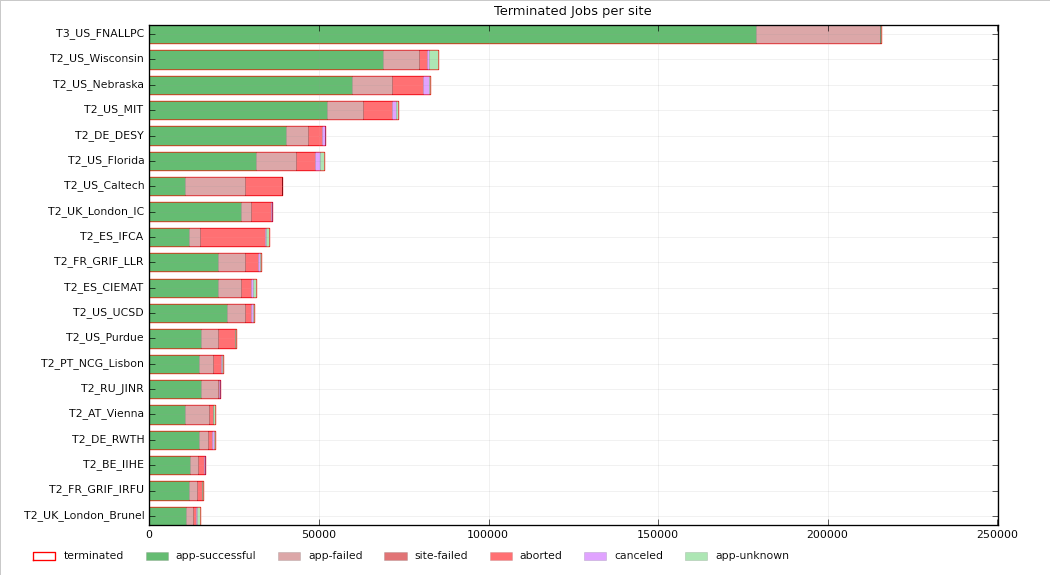 Terminated Jobs per site
T3_US_FNALLPC
T2_US_Wisconsin
T2_US_Nebraska
T2_US_MIT
T2_DE_DESY
T2_US_Florida
T2_US_Caltech
T2_UK_London_IC
T2_ES_IFCA
T2_FR_GRIF_LLR
T2_ES_CIEMAT
T2_US_UCSD
T2_US_Purdue
T2_PT_NCG_Lisbon
T2_RU_JINR
T2_AT_Vienna
T2_DE_RWTH
T2_BE_IIHE
T2_FR_GRIF_IRFU
T2_UK_London_Brunel
0 50000 100000 150000 200000 250000
terminated app-successful app-failed site-failed aborted canceled app-unknown